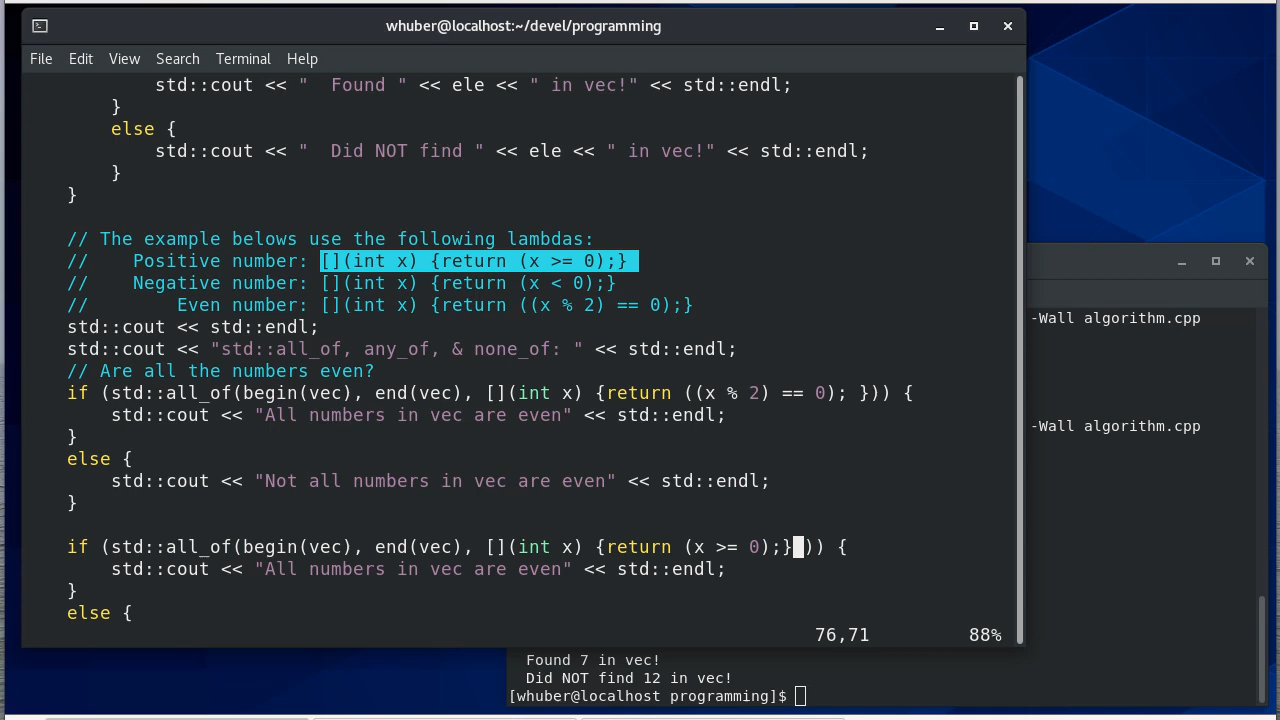 whuber@localhost:~/devel/programming
File Edit View Search Terminal Help
std::cout << "  Found " << ele << " in vec!" << std::endl;
}
else {
std::cout << "  Did NOT find " << ele << " in vec!" << std::endl;
}
}
// The example belows use the following lambdas:
//    Positive number: [](int x) {return (x >= 0);}
//    Negative number: [](int x) {return (x < 0);}
//        Even number: [](int x) {return ((x % 2) == 0);}
std::cout << std::endl;
std::cout << "std::all_of, any_of, & none_of: " << std::endl;
// Are all the numbers even?
if (std::all_of(begin(vec), end(vec), [](int x) {return ((x % 2) == 0); })) {
std::cout << "All numbers in vec are even" << std::endl;
}
else {
std::cout << "Not all numbers in vec are even" << std::endl;
}
if (std::all_of(begin(vec), end(vec), [](int x) {return (x >= 0);} )) {
std::cout << "All numbers in vec are even" << std::endl;
}
else {
76,71 88%
-Wall algorithm.cpp
-Wall algorithm.cpp
Found 7 in vec!
Did NOT find 12 in vec!
[whuber@localhost programming]$